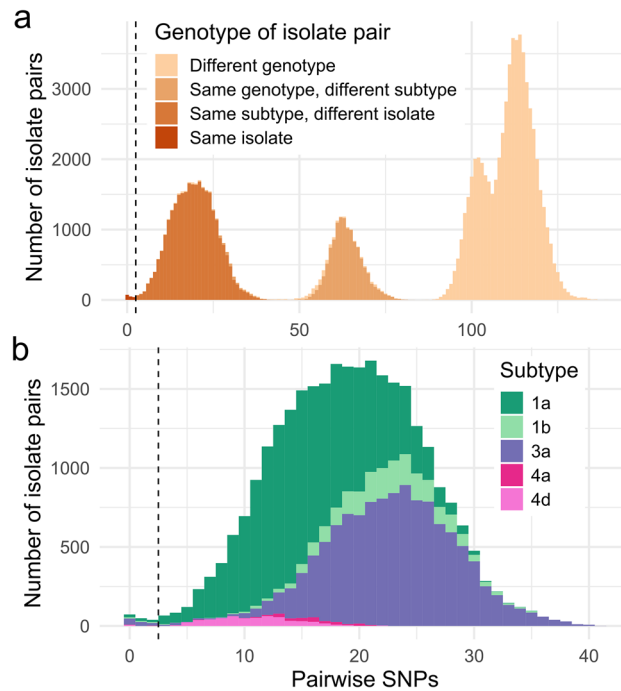 a
Genotype of isolate pair
Different genotype
Same genotype, different subtype
Same subtype, different isolate
Same isolate
Number of isolate pairs
3000
2000
1000
0
0 50 100
b
Subtype
1a
1b
3a
4a
4d
Number of isolate pairs
1500
1000
500
0
0 10 20 30 40
Pairwise SNPs